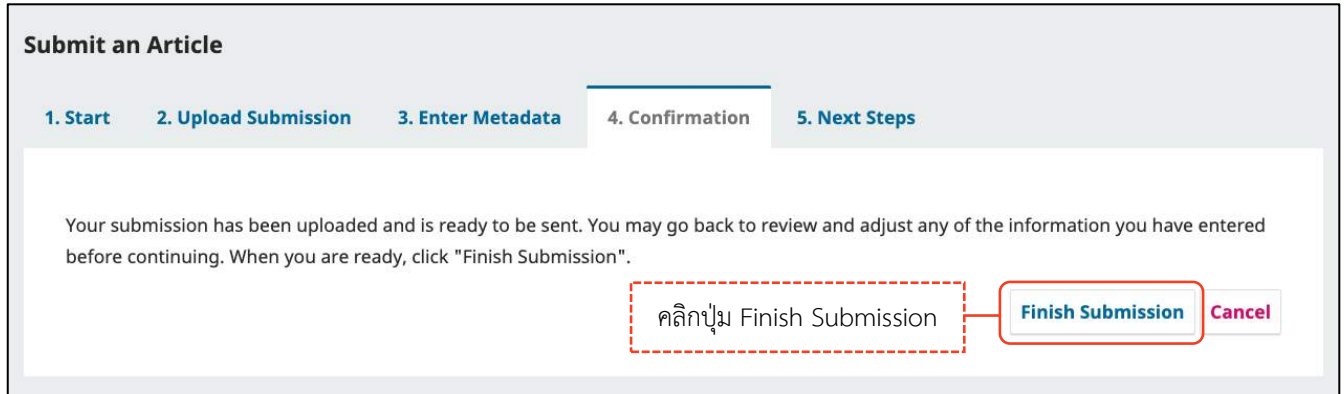 Submit an Article
1. Start 2. Upload Submission 3. Enter Metadata 4. Confirmation 5. Next Steps
Your submission has been uploaded and is ready to be sent. You may go back to review and adjust any of the information you have entered
before continuing. When you are ready, click "Finish Submission".
คลิกปุ่ม Finish Submission Finish Submission Cancel